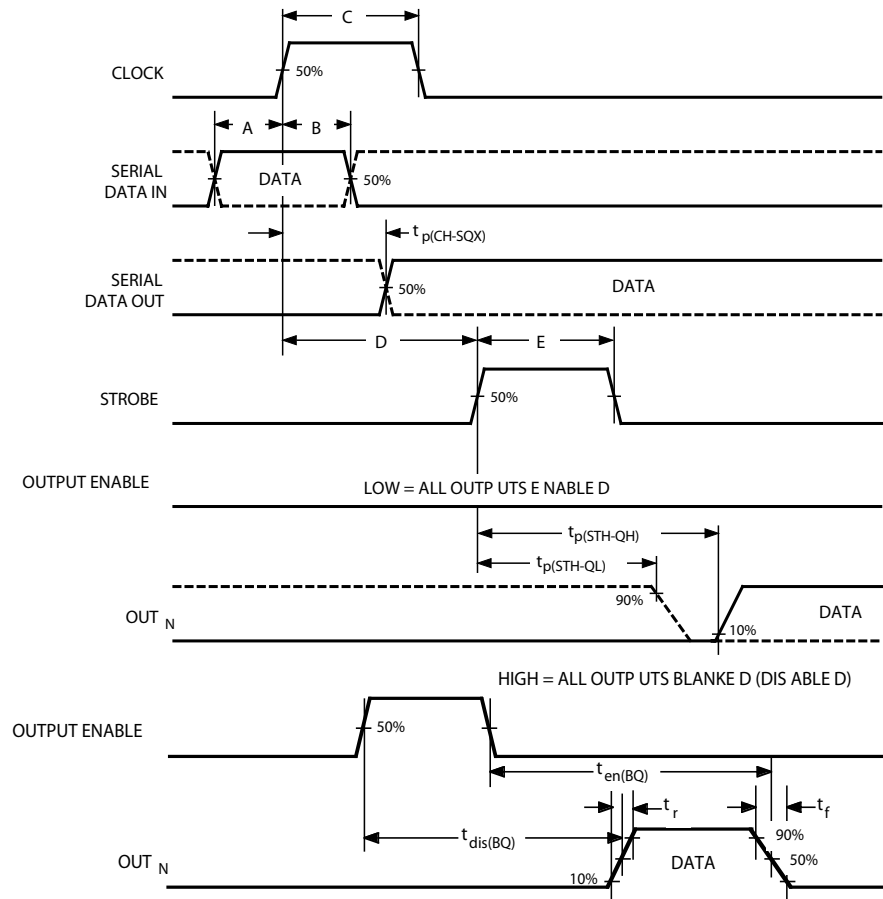 C
CLOCK
50%
A
B
SERIAL
DATA IN
DATA
50%
t p(CH-SQX)
SERIAL
DATA OUT
50%
DATA
D
E
STROBE
50%
OUTPUT ENABLE
LOW = ALL OUTP UTS E NABLE D
t p(STH-QH)
t p(STH-QL)
90%
OUT N
DATA
10%
HIGH = ALL OUTP UTS BLANKE D (DIS ABLE D)
OUTPUT ENABLE
50%
t en(BQ)
t r
t f
t dis(BQ)
90%
OUT N
DATA
50%
10%